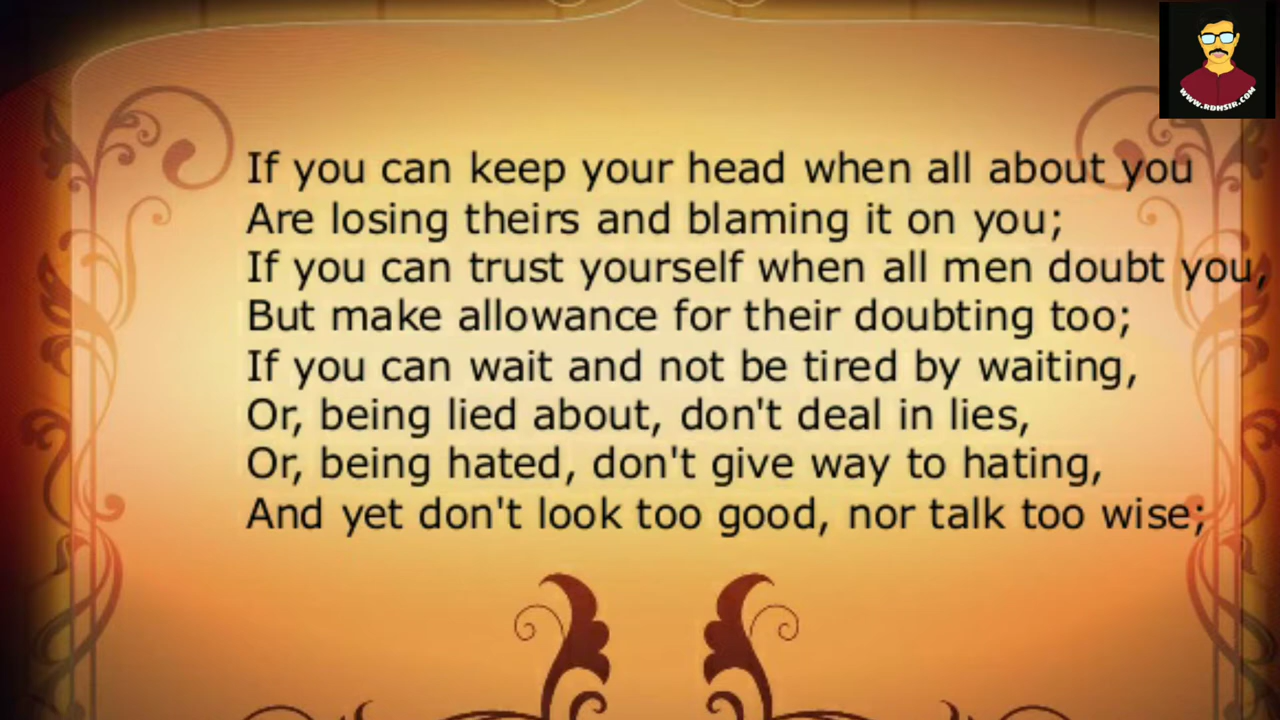 WWW.RDHSIR.COM
If you can keep your head when all about you
Are losing theirs and blaming it on you;
If you can trust yourself when all men doubt you,
But make allowance for their doubting too;
If you can wait and not be tired by waiting,
Or, being lied about, don't deal in lies,
Or, being hated, don't give way to hating,
And yet don't look too good, nor talk too wise;